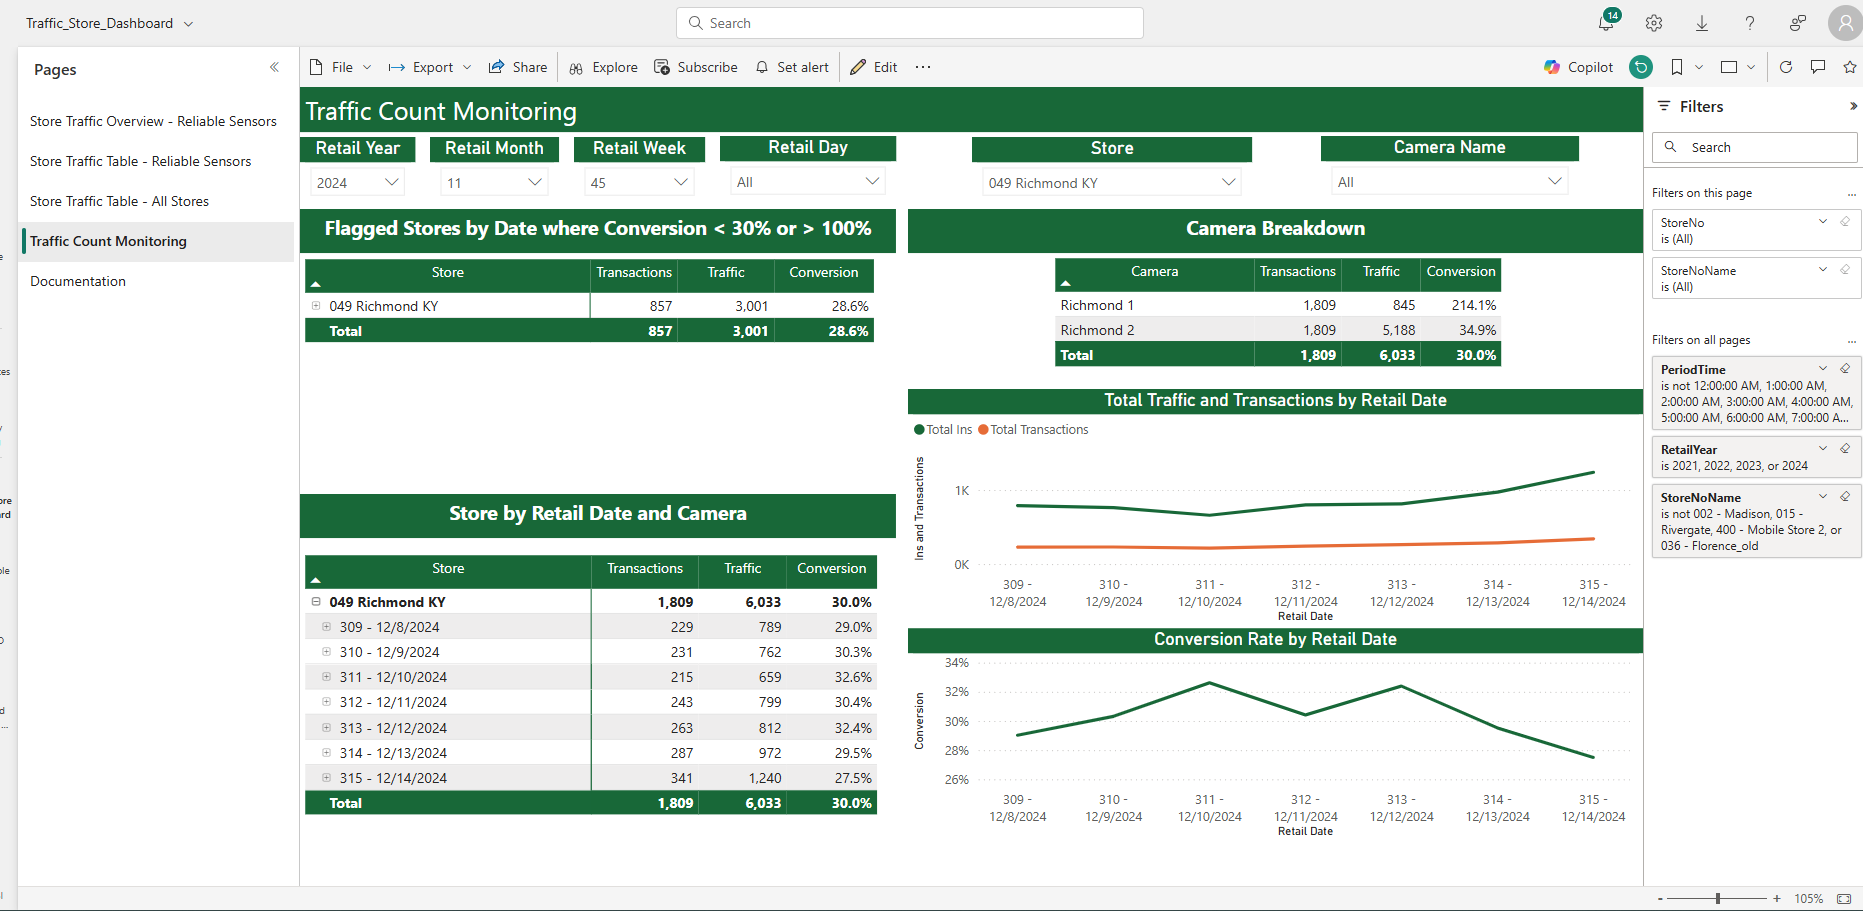 Traffic_Store_Dashboard
Search
14
Pages
File
Export
Share
Explore
Subscribe
Set alert
Edit
Copilot
Store Traffic Overview - Reliable Sensors
Store Traffic Table - Reliable Sensors
Store Traffic Table - All Stores
Traffic Count Monitoring
Documentation
Traffic Count Monitoring
Retail Year Retail Month Retail Week Retail Day Store Camera Name
2024 11 45 All 049 Richmond KY All
Flagged Stores by Date where Conversion < 30% or > 100%
Store Transactions Traffic Conversion
049 Richmond KY 857 3,001 28.6%
Total 857 3,001 28.6%
Store by Retail Date and Camera
Store Transactions Traffic Conversion
049 Richmond KY 1,809 6,033 30.0%
309 - 12/8/2024 229 789 29.0%
310 - 12/9/2024 231 762 30.3%
311 - 12/10/2024 215 659 32.6%
312 - 12/11/2024 243 799 30.4%
313 - 12/12/2024 263 812 32.4%
314 - 12/13/2024 287 972 29.5%
315 - 12/14/2024 341 1,240 27.5%
Total 1,809 6,033 30.0%
Camera Breakdown
Camera Transactions Traffic Conversion
Richmond 1 1,809 845 214.1%
Richmond 2 1,809 5,188 34.9%
Total 1,809 6,033 30.0%
Total Traffic and Transactions by Retail Date
Total Ins Total Transactions
Ins and Transactions
1K
0K
309 - 310 - 311 - 312 - 313 - 314 - 315 -
12/8/2024 12/9/2024 12/10/2024 12/11/2024 12/12/2024 12/13/2024 12/14/2024
Retail Date
Conversion Rate by Retail Date
Conversion
34%
32%
30%
28%
26%
309 - 310 - 311 - 312 - 313 - 314 - 315 -
12/8/2024 12/9/2024 12/10/2024 12/11/2024 12/12/2024 12/13/2024 12/14/2024
Retail Date
Filters
Search
Filters on this page
StoreNo
is (All)
StoreNoName
is (All)
Filters on all pages
PeriodTime
is not 12:00:00 AM, 1:00:00 AM,
2:00:00 AM, 3:00:00 AM, 4:00:00 AM,
5:00:00 AM, 6:00:00 AM, 7:00:00 A...
RetailYear
is 2021, 2022, 2023, or 2024
StoreNoName
is not 002 - Madison, 015 -
Rivergate, 400 - Mobile Store 2, or
036 - Florence_old
- + 105%